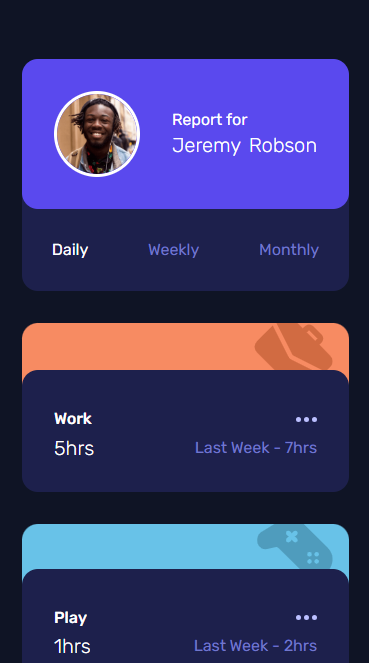 Report for
Jeremy Robson
Daily Weekly Monthly
Work
5hrs Last Week - 7hrs
Play
1hrs Last Week - 2hrs